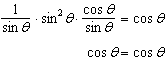 1/sin θ · sin² θ · cos θ/sin θ = cos θ
cos θ = cos θ